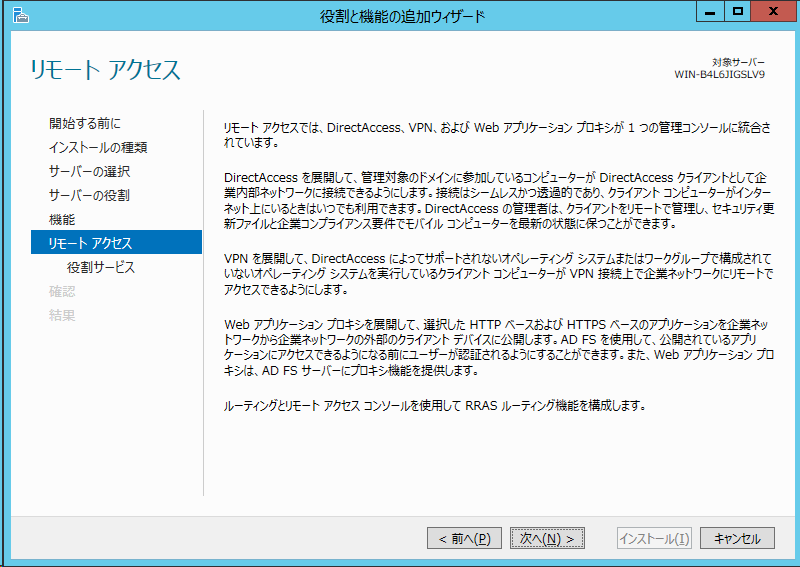 役割と機能の追加ウィザード
リモート アクセス
対象サーバー
WIN-B4L6JIGSLV9
開始する前に
インストールの種類
サーバーの選択
サーバーの役割
機能
リモート アクセス
役割サービス
確認
結果
リモート アクセスでは、DirectAccess、VPN、および Web アプリケーション プロキシが 1 つの管理コンソールに統合さ
れています。
DirectAccess を展開して、管理対象のドメインに参加しているコンピューターが DirectAccess クライアントとして企
業内部ネットワークに接続できるようにします。接続はシームレスかつ透過的であり、クライアント コンピューターがインター
ネット上にいるときはいつでも利用できます。DirectAccess の管理者は、クライアントをリモートで管理し、セキュリティ更
新ファイルと企業コンプライアンス要件でモバイル コンピューターを最新の状態に保つことができます。
VPN を展開して、DirectAccess によってサポートされないオペレーティング システムまたはワークグループで構成されて
いないオペレーティング システムを実行しているクライアント コンピューターが VPN 接続上で企業ネットワークにリモートで
アクセスできるようにします。
Web アプリケーション プロキシを展開して、選択した HTTP ベースおよび HTTPS ベースのアプリケーションを企業ネッ
トワークから企業ネットワークの外部のクライアント デバイスに公開します。AD FS を使用して、公開されているアプリ
ケーションにアクセスできるようになる前にユーザーが認証されるようにすることができます。また、Web アプリケーション プロ
キシは、AD FS サーバーにプロキシ機能を提供します。
ルーティングとリモート アクセス コンソールを使用して RRAS ルーティング機能を構成します。
< 前へ(P)
次へ(N) >
インストール(I)
キャンセル